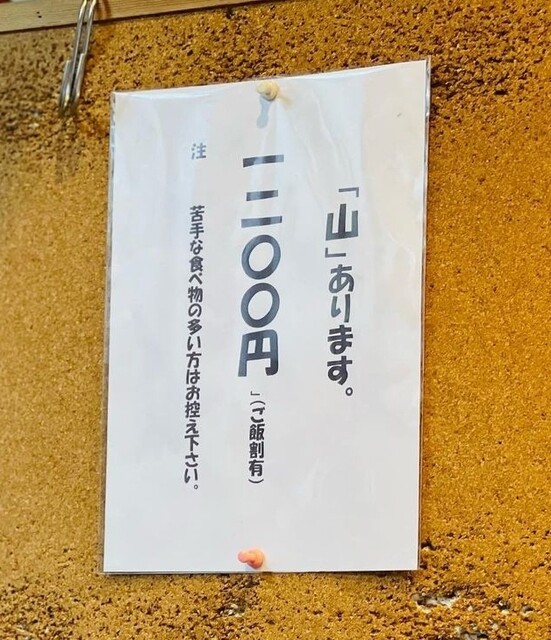 「山」あります。
一二〇〇円」（ご飯割有）
注　苦手な食べ物の多い方はお控え下さい。